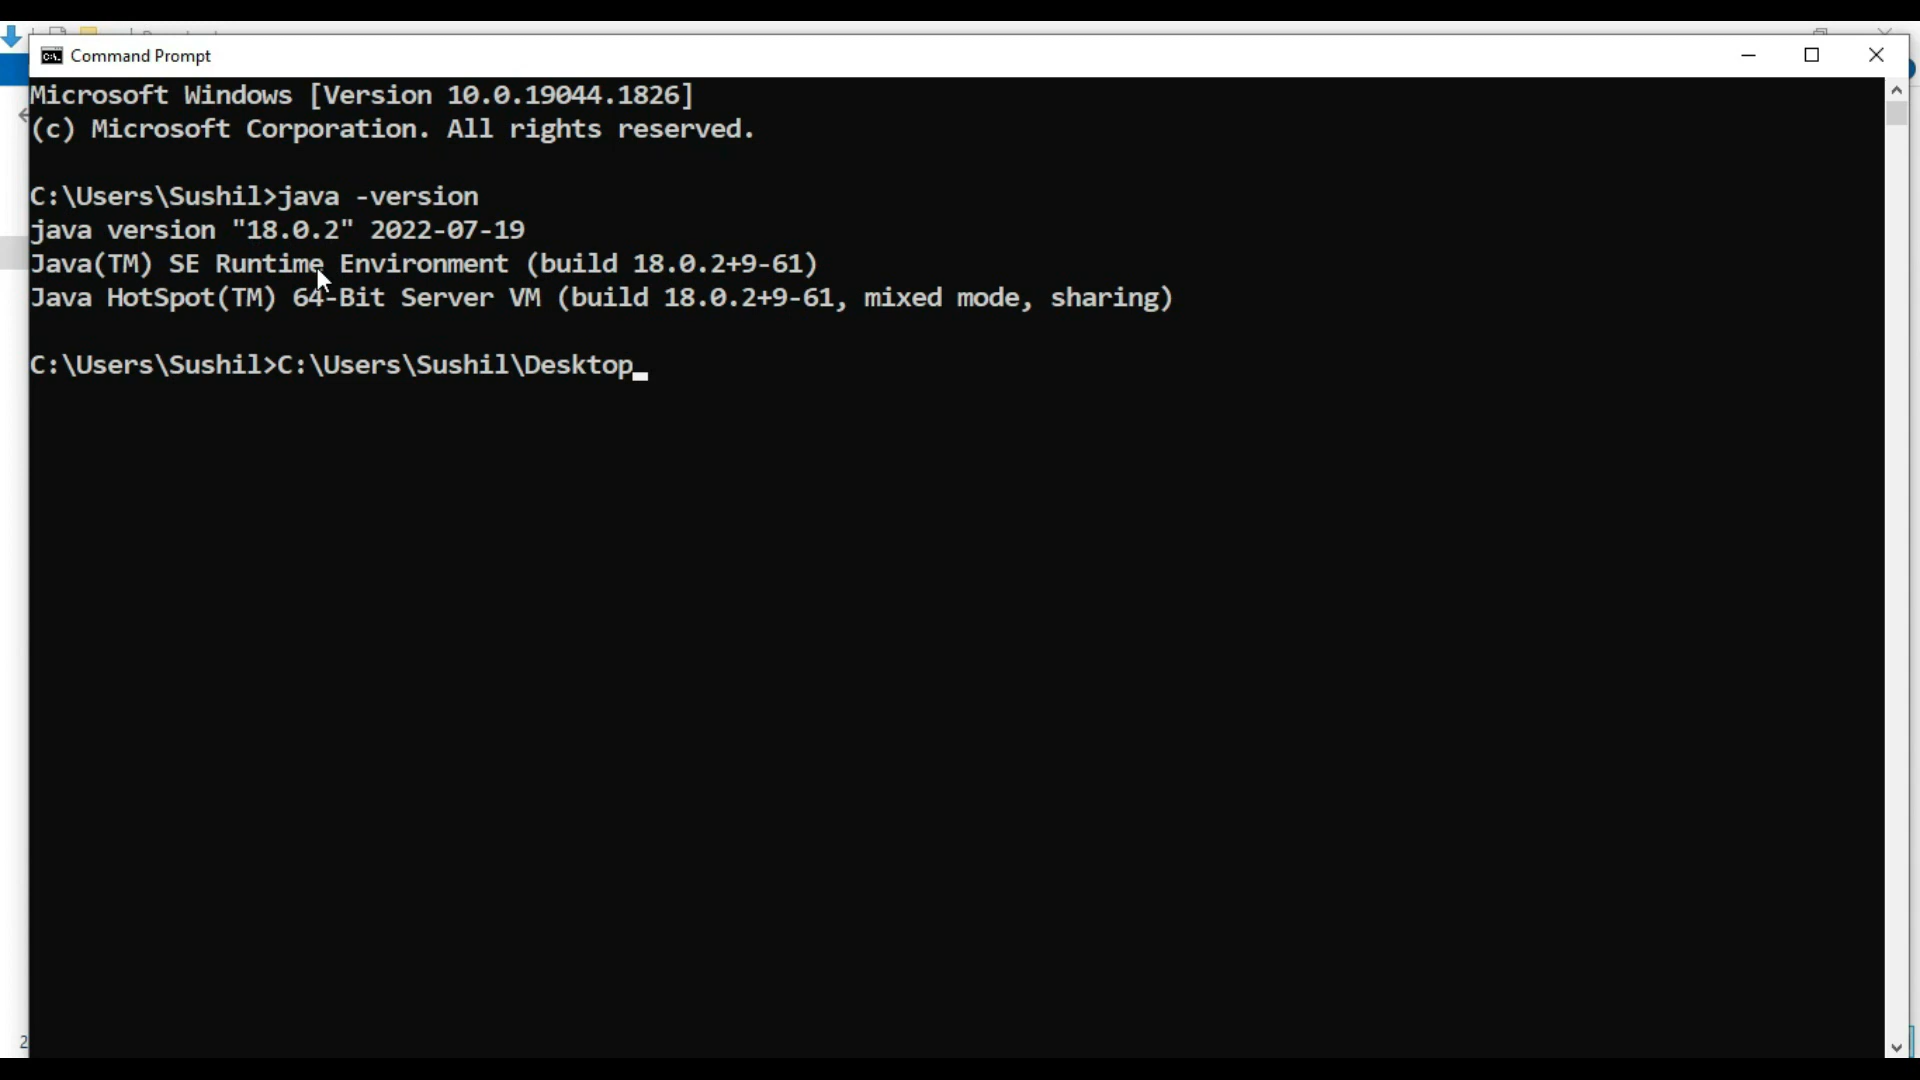 Command Prompt
Microsoft Windows [Version 10.0.19044.1826]
(c) Microsoft Corporation. All rights reserved.
C:\Users\Sushil>java -version
java version "18.0.2" 2022-07-19
Java(TM) SE Runtime Environment (build 18.0.2+9-61)
Java HotSpot(TM) 64-Bit Server VM (build 18.0.2+9-61, mixed mode, sharing)
C:\Users\Sushil>C:\Users\Sushil\Desktop
2